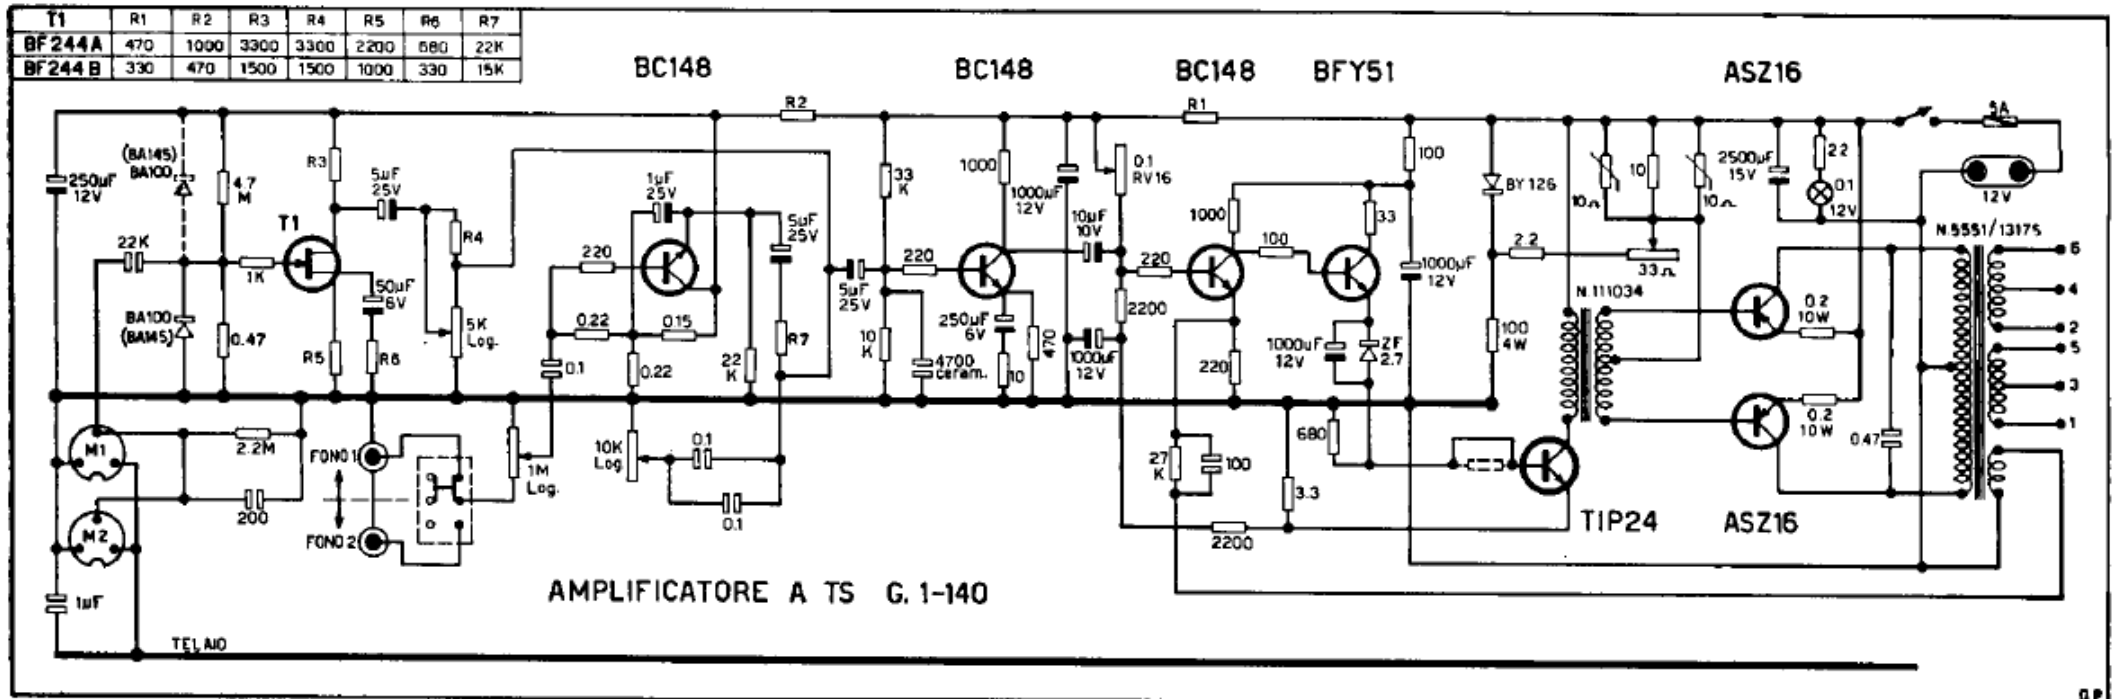 T1 R1 R2 R3 R4 R5 R6 R7
BF244A 470 1000 3300 3300 2200 680 22K
BF244B 330 470 1500 1500 1000 330 15K
BC148
BC148
BC148
BFY51
ASZ16
R2
R1
5A
(BA145)
BA100
250µF
12V
4.7
M
R3
5µF
25V
1µF
25V
33
K
1000
1000µF
12V
0.1
RV16
100
BY 126
10Ω
10
10Ω
2500µF
15V
22
0.1
12V
12V
T1
22K
1K
R4
220
5µF
25V
220
10µF
10V
1000
220
100
33
1000µF
12V
2.2
33Ω
N.5551/13175
6
4
2
5
3
1
BA100
(BA145)
0.47
50µF
6V
R5
R6
5K
Log.
0.22
0.15
0.1
0.22
22
K
R7
5µF
25V
10
K
4700
ceram.
250µF
6V
10
470
1000µF
12V
2200
220
1000µF
12V
ZF
2.7
100
4W
N.111034
0.2
10W
0.2
10W
0.47
M1
2.2M
FONO 1
1M
Log.
10K
Log.
0.1
0.1
27
K
100
680
3.3
M2
200
FONO 2
2200
TIP24
ASZ16
1µF
AMPLIFICATORE A TS G.1-140
TELAIO